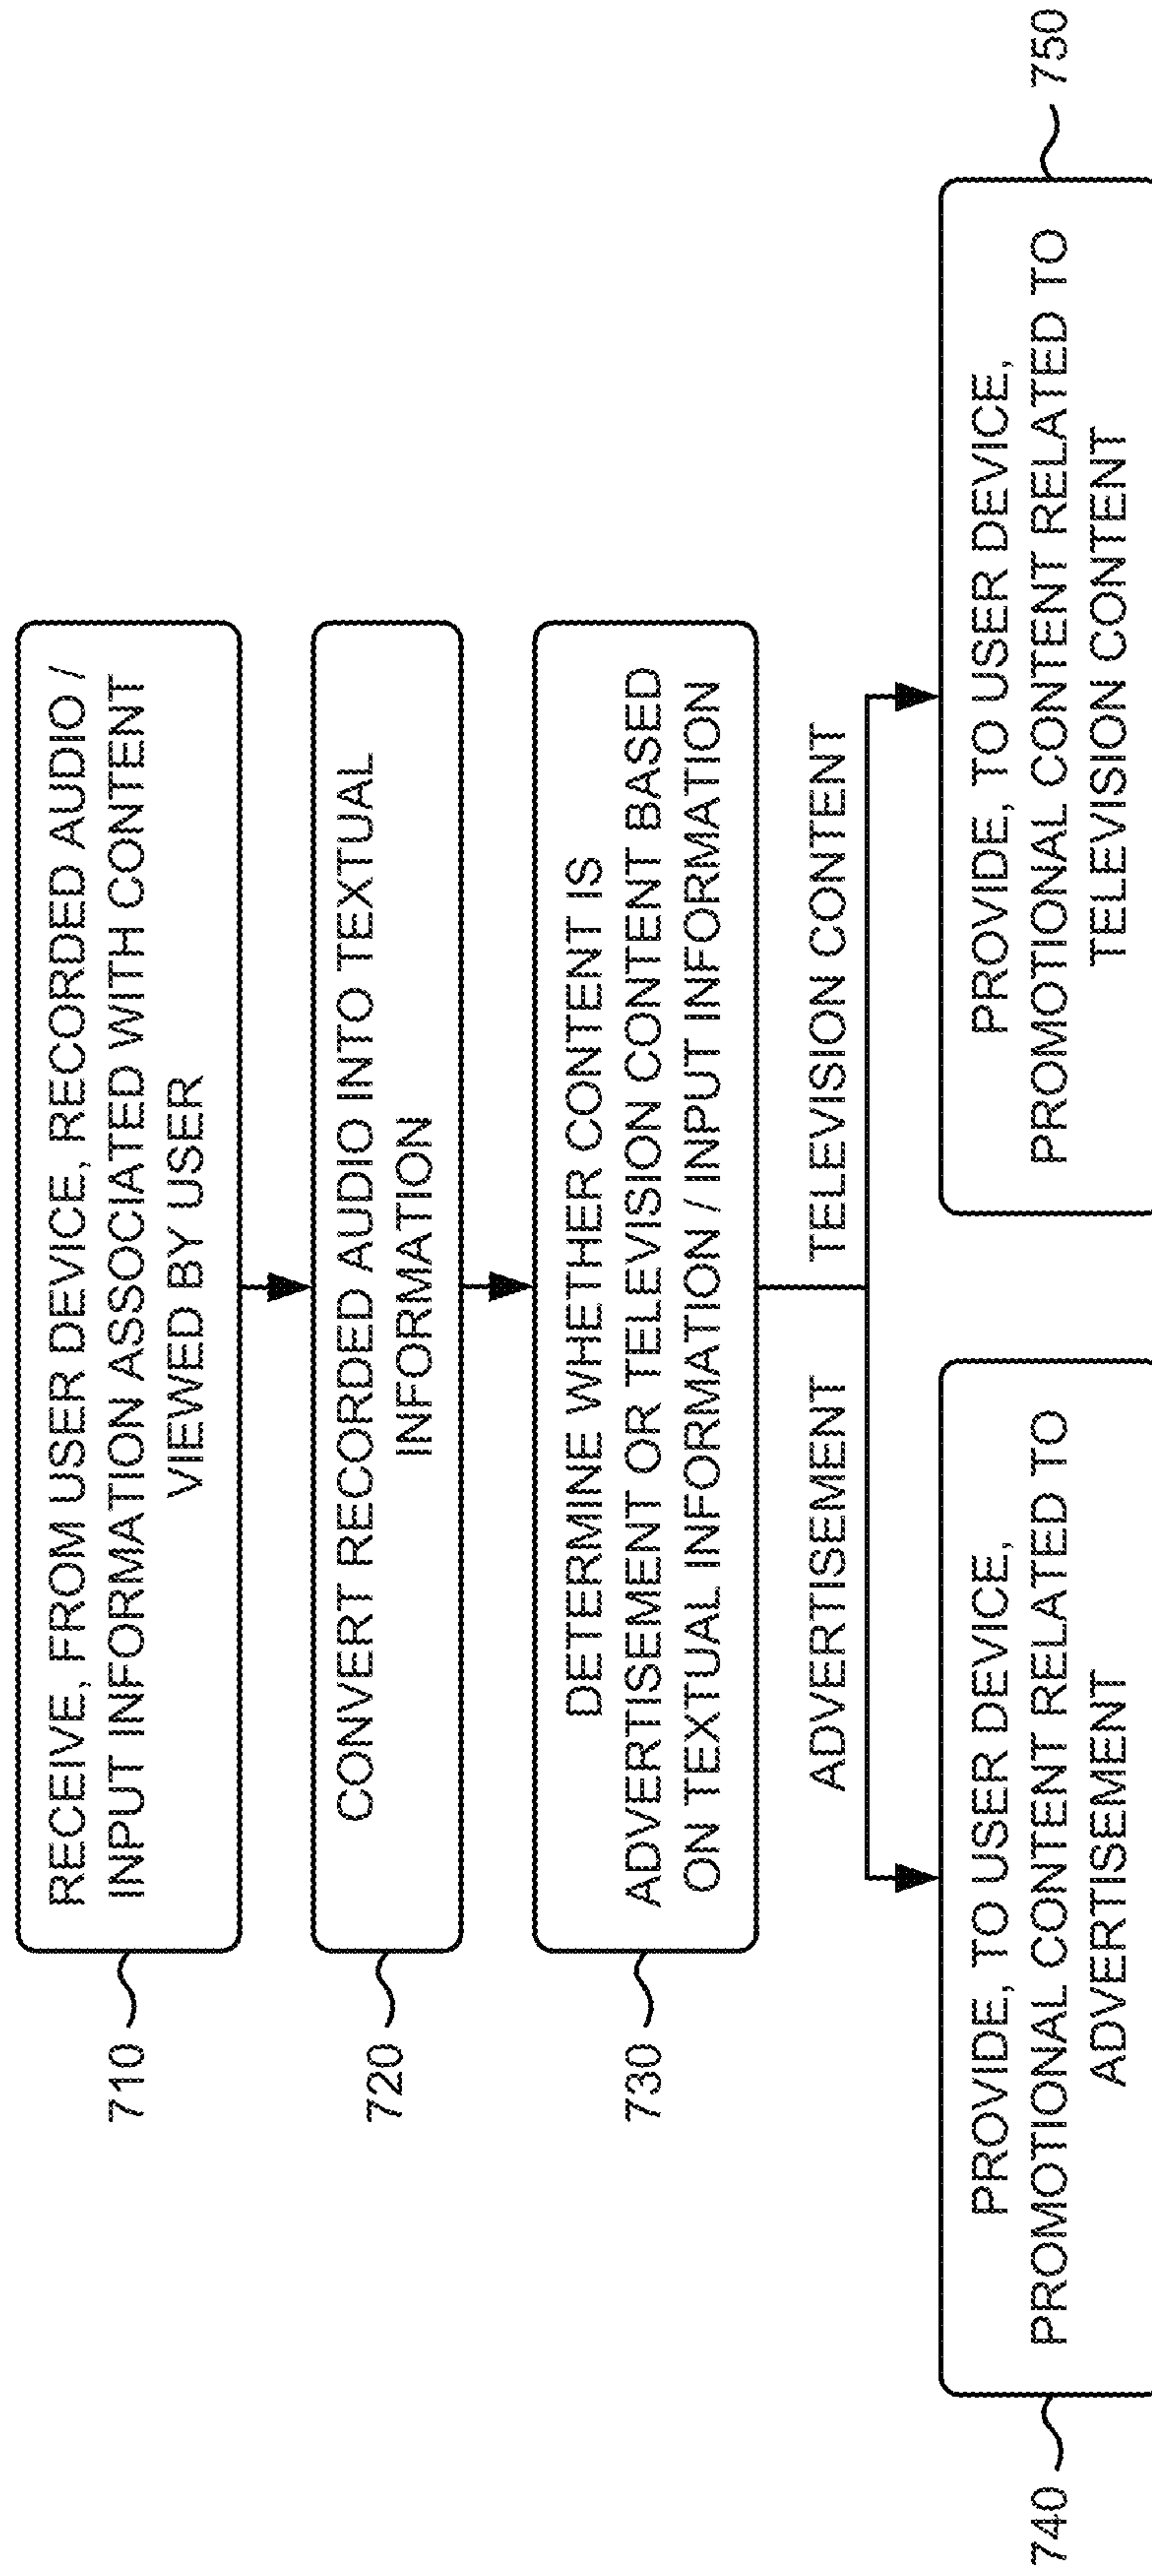 710
RECEIVE, FROM USER DEVICE, RECORDED AUDIO /
INPUT INFORMATION ASSOCIATED WITH CONTENT
VIEWED BY USER
720
CONVERT RECORDED AUDIO INTO TEXTUAL
INFORMATION
730
DETERMINE WHETHER CONTENT IS
ADVERTISEMENT OR TELEVISION CONTENT BASED
ON TEXTUAL INFORMATION / INPUT INFORMATION
ADVERTISEMENT
TELEVISION CONTENT
740
PROVIDE, TO USER DEVICE,
PROMOTIONAL CONTENT RELATED TO
ADVERTISEMENT
PROVIDE, TO USER DEVICE,
PROMOTIONAL CONTENT RELATED TO
TELEVISION CONTENT
750